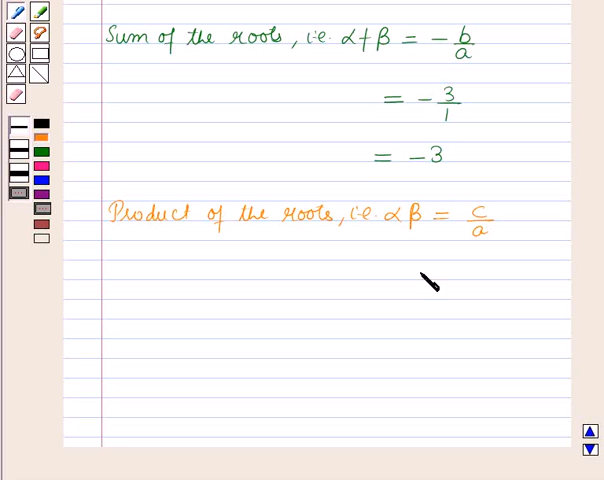 Sum of the roots, i.e. α+β = -b/a
= -3/1
= -3
Product of the roots, i.e. αβ = c/a